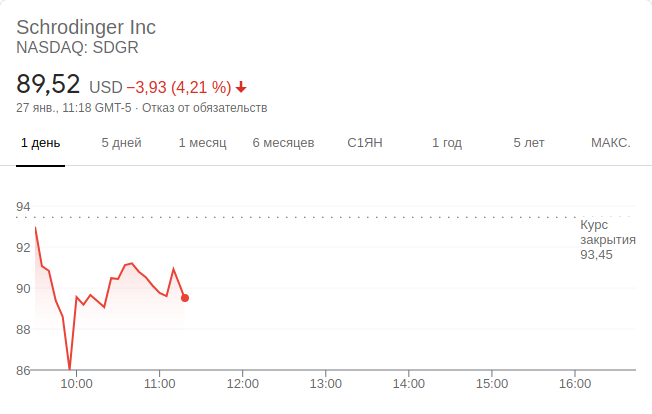 Schrodinger Inc
NASDAQ: SDGR
89,52 USD −3,93 (4,21 %)
27 янв., 11:18 GMT-5 · Отказ от обязательств
1 день 5 дней 1 месяц 6 месяцев С1ЯН 1 год 5 лет МАКС.
94
Курс
закрытия
93,45
92
90
88
86
10:00 11:00 12:00 13:00 14:00 15:00 16:00